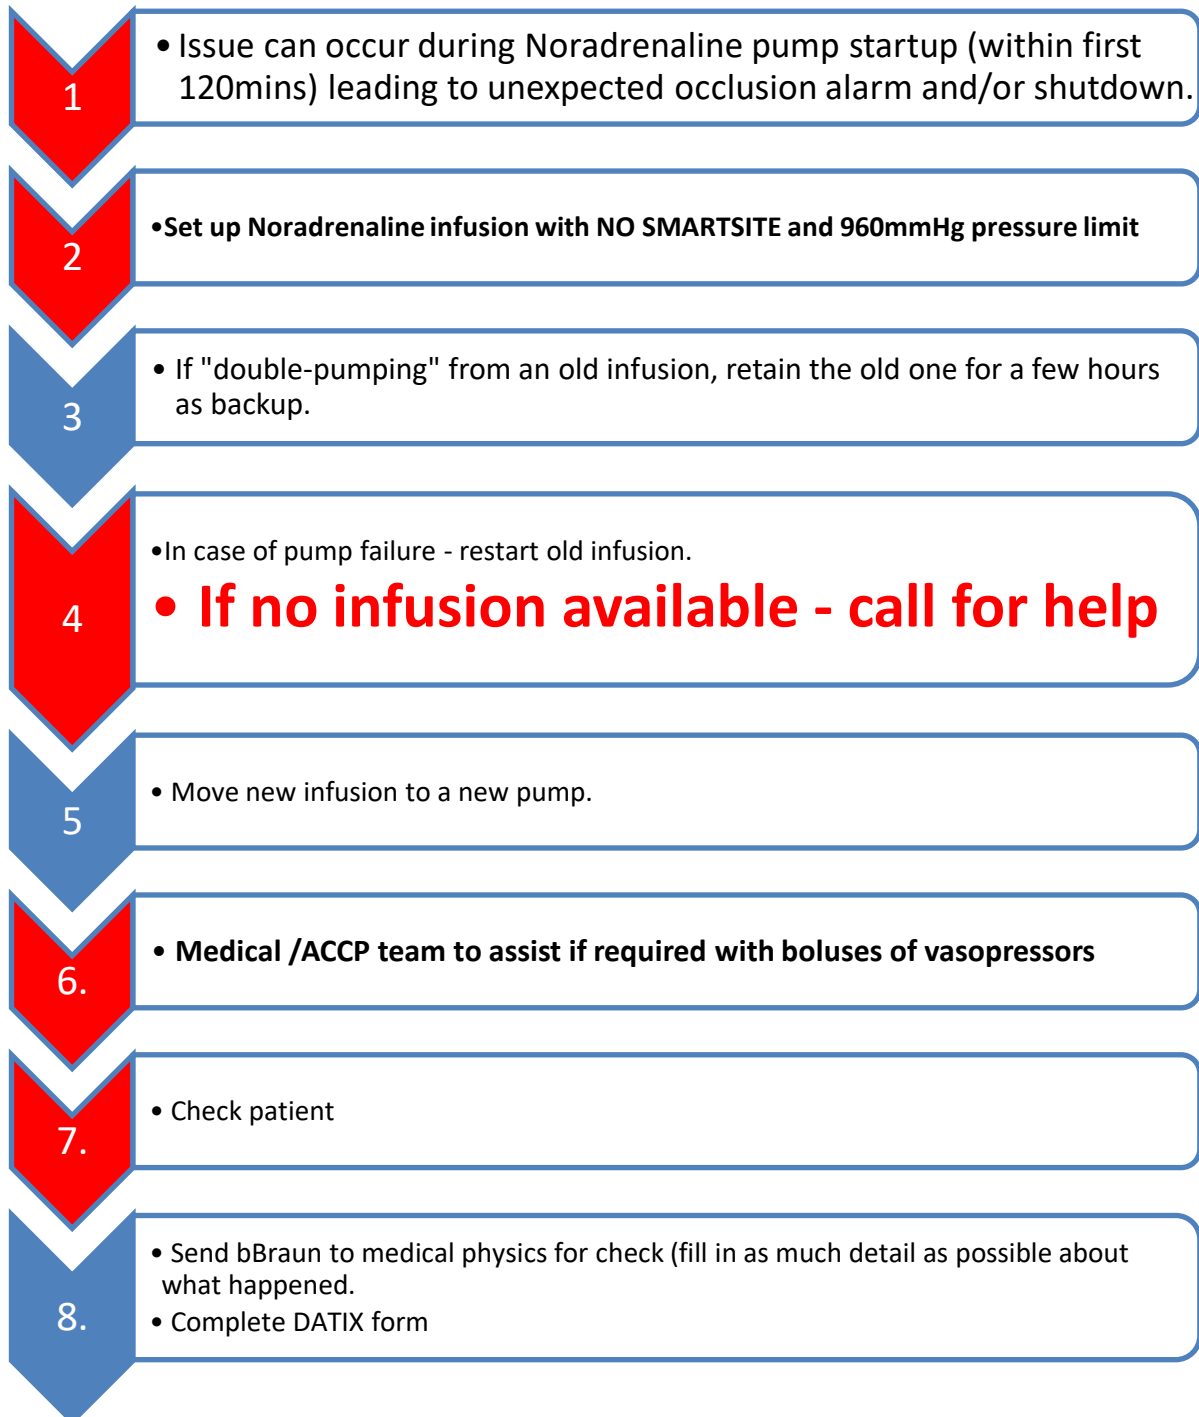 1
• Issue can occur during Noradrenaline pump startup (within first
120mins) leading to unexpected occlusion alarm and/or shutdown.
2
•Set up Noradrenaline infusion with NO SMARTSITE and 960mmHg pressure limit
3
• If "double-pumping" from an old infusion, retain the old one for a few hours
as backup.
4
•In case of pump failure - restart old infusion.
• If no infusion available - call for help
5
• Move new infusion to a new pump.
6.
• Medical /ACCP team to assist if required with boluses of vasopressors
7.
• Check patient
8.
• Send bBraun to medical physics for check (fill in as much detail as possible about
what happened.
• Complete DATIX form